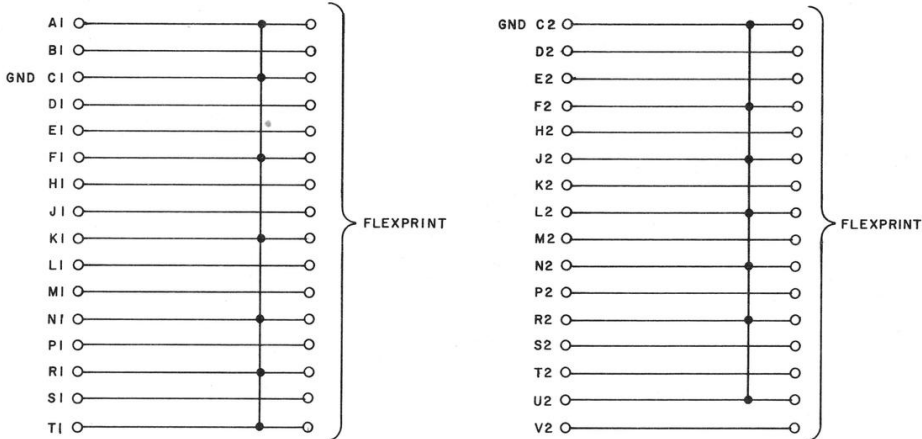 A1
B1
GND C1
D1
E1
F1
H1
J1
K1
L1
M1
N1
P1
R1
S1
T1
FLEXPRINT
GND C2
D2
E2
F2
H2
J2
K2
L2
M2
N2
P2
R2
S2
T2
U2
V2
FLEXPRINT